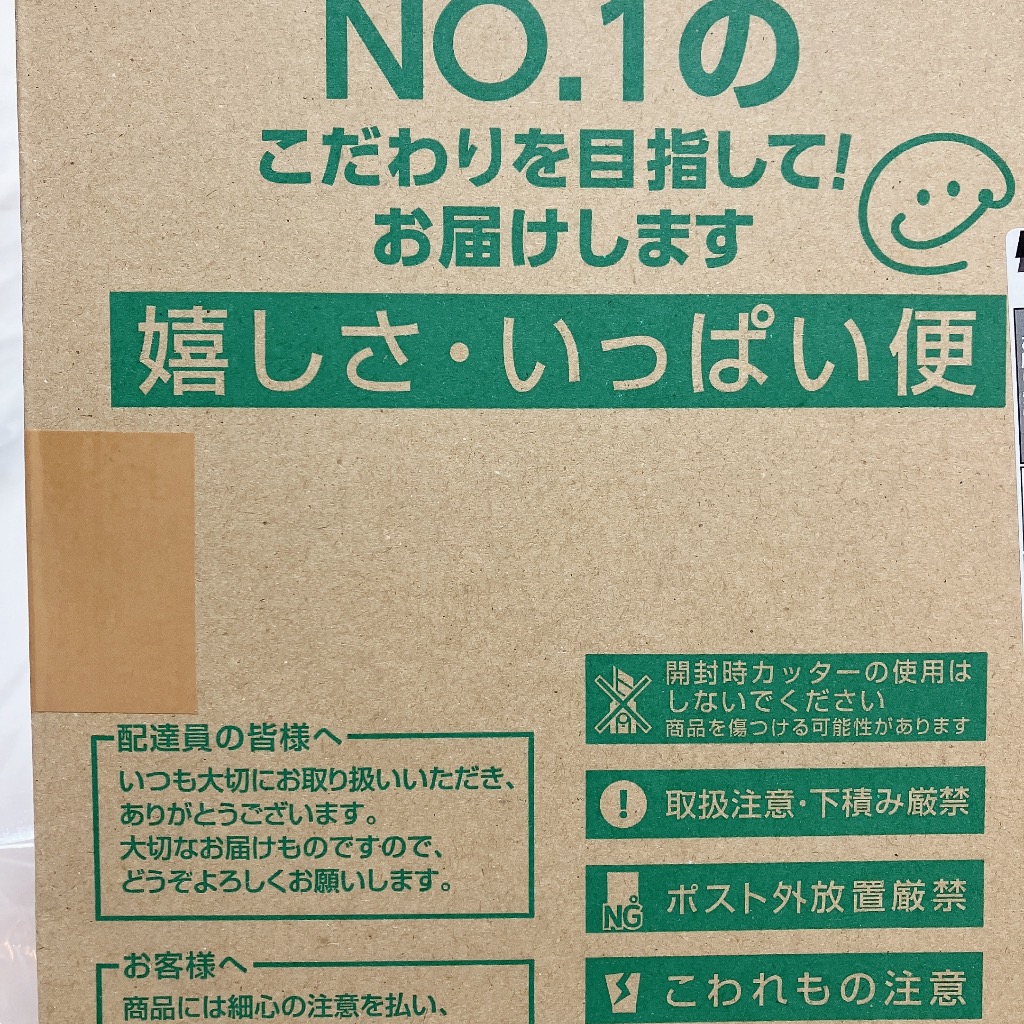 NO.1の
こだわりを目指して!
お届けします
嬉しさ・いっぱい便
開封時カッターの使用は
しないでください
商品を傷つける可能性があります
配達員の皆様へ
いつも大切にお取り扱いいただき、
ありがとうございます。
大切なお届けものですので、
どうぞよろしくお願いします。
取扱注意・下積み厳禁
NG
ポスト外放置厳禁
こわれもの注意
お客様へ
商品には細心の注意を払い、